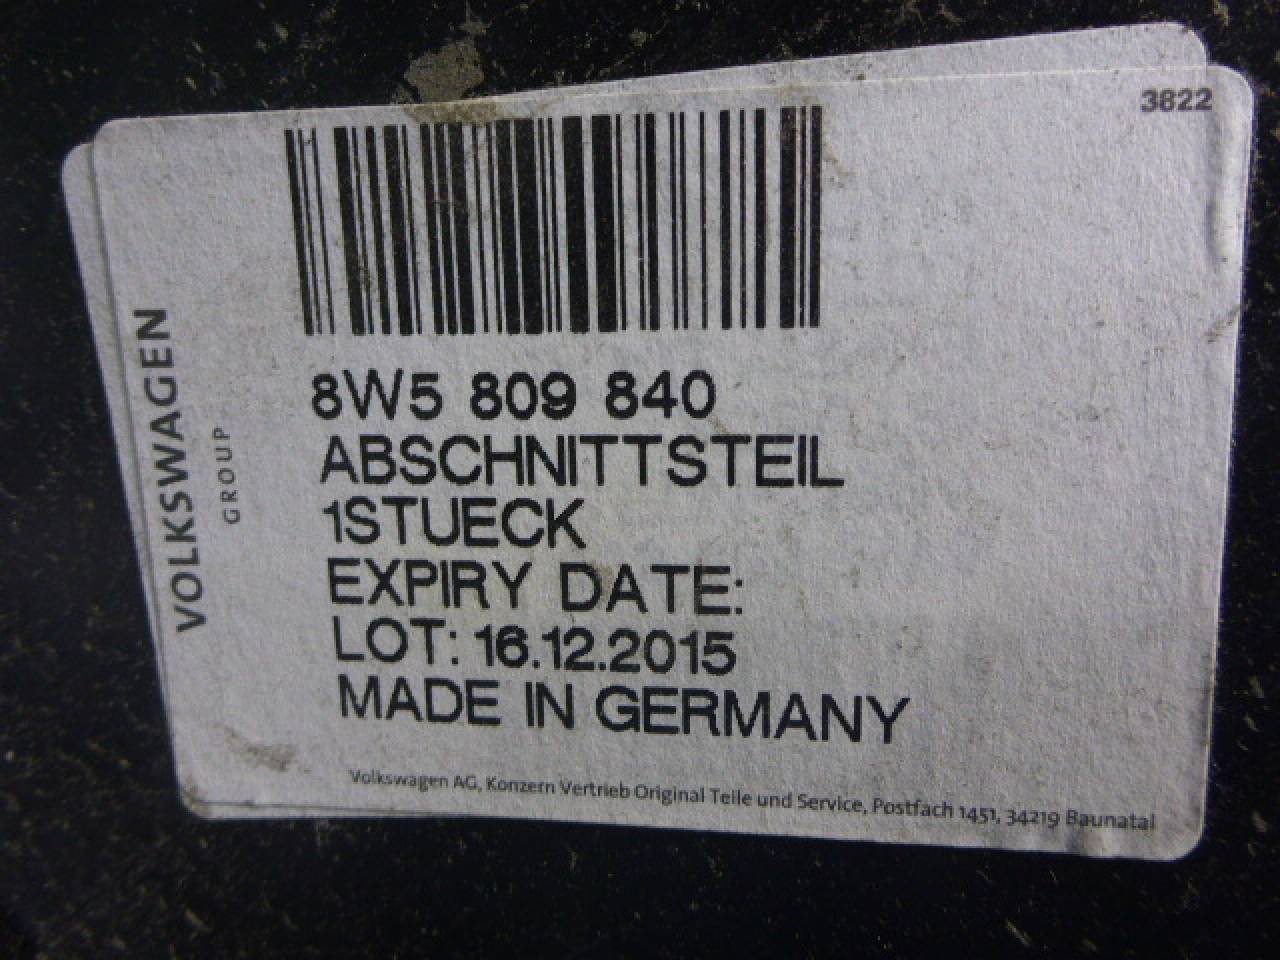 3822
VOLKSWAGEN
GROUP
8W5 809 840
ABSCHNITTSTEIL
1STUECK
EXPIRY DATE:
LOT: 16.12.2015
MADE IN GERMANY
Volkswagen AG, Konzern Vertrieb Original Teile und Service, Postfach 1451, 34219 Baunatal